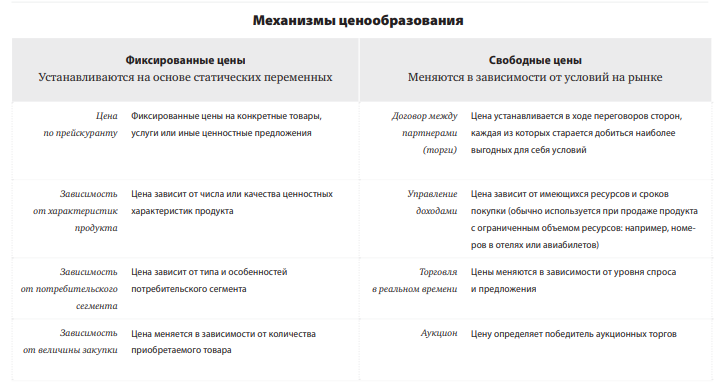 Механизмы ценообразования
Фиксированные цены
Устанавливаются на основе статических переменных
Свободные цены
Меняются в зависимости от условий на рынке
Цена
по прейскуранту
Фиксированные цены на конкретные товары,
услуги или иные ценностные предложения
Договор между
партнерами
(торги)
Цена устанавливается в ходе переговоров сторон,
каждая из которых старается добиться наиболее
выгодных для себя условий
Зависимость
от характеристик
продукта
Цена зависит от числа или качества ценностных
характеристик продукта
Управление
доходами
Цена зависит от имеющихся ресурсов и сроков
покупки (обычно используется при продаже продукта
с ограниченным объемом ресурсов: например, номе-
ров в отелях или авиабилетов)
Зависимость
от потребительского
сегмента
Цена зависит от типа и особенностей
потребительского сегмента
Торговля
в реальном времени
Цены меняются в зависимости от уровня спроса
и предложения
Зависимость
от величины закупки
Цена меняется в зависимости от количества
приобретаемого товара
Аукцион
Цену определяет победитель аукционных торгов